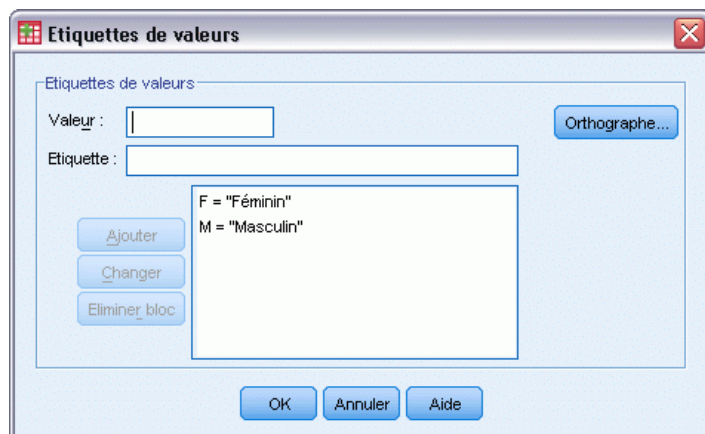 Etiquettes de valeurs
Etiquettes de valeurs
Valeur :
Orthographe...
Etiquette :
F = "Féminin"
M = "Masculin"
Ajouter
Changer
Eliminer bloc
OK
Annuler
Aide